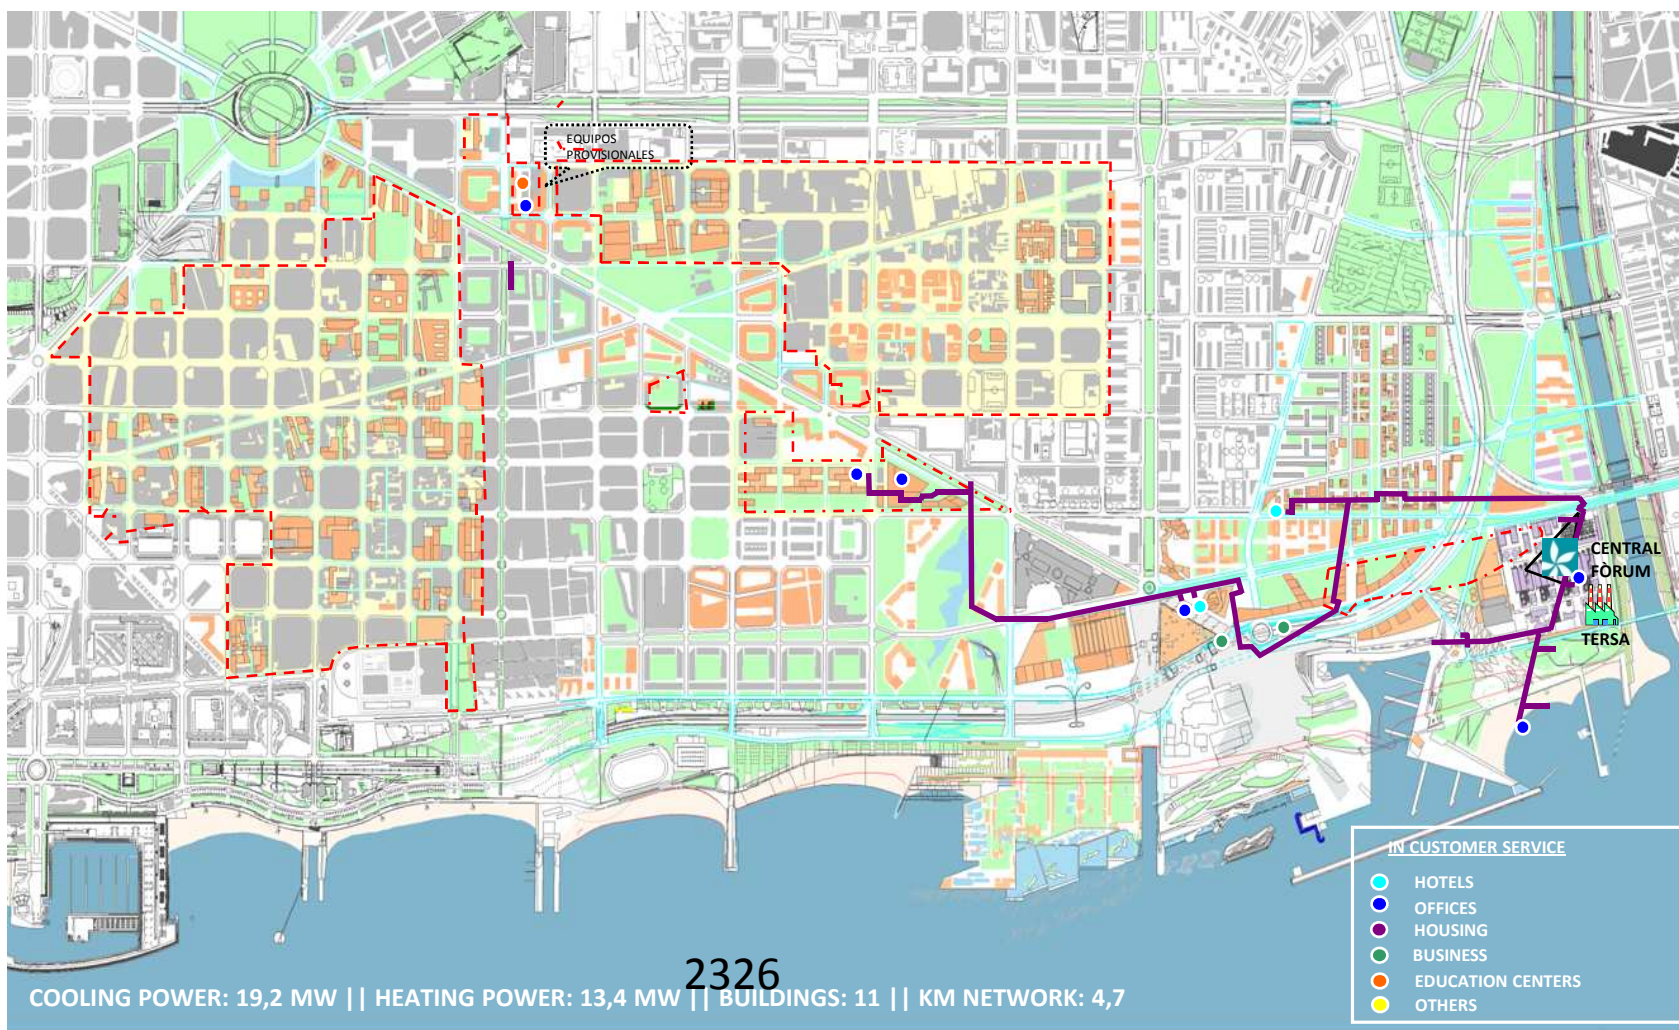 EQUIPOS
PROVISIONALES
CENTRAL
FÒRUM
TERSA
IN CUSTOMER SERVICE
HOTELS
OFFICES
HOUSING
BUSINESS
EDUCATION CENTERS
OTHERS
2326
COOLING POWER: 19,2 MW || HEATING POWER: 13,4 MW || BUILDINGS: 11 || KM NETWORK: 4,7